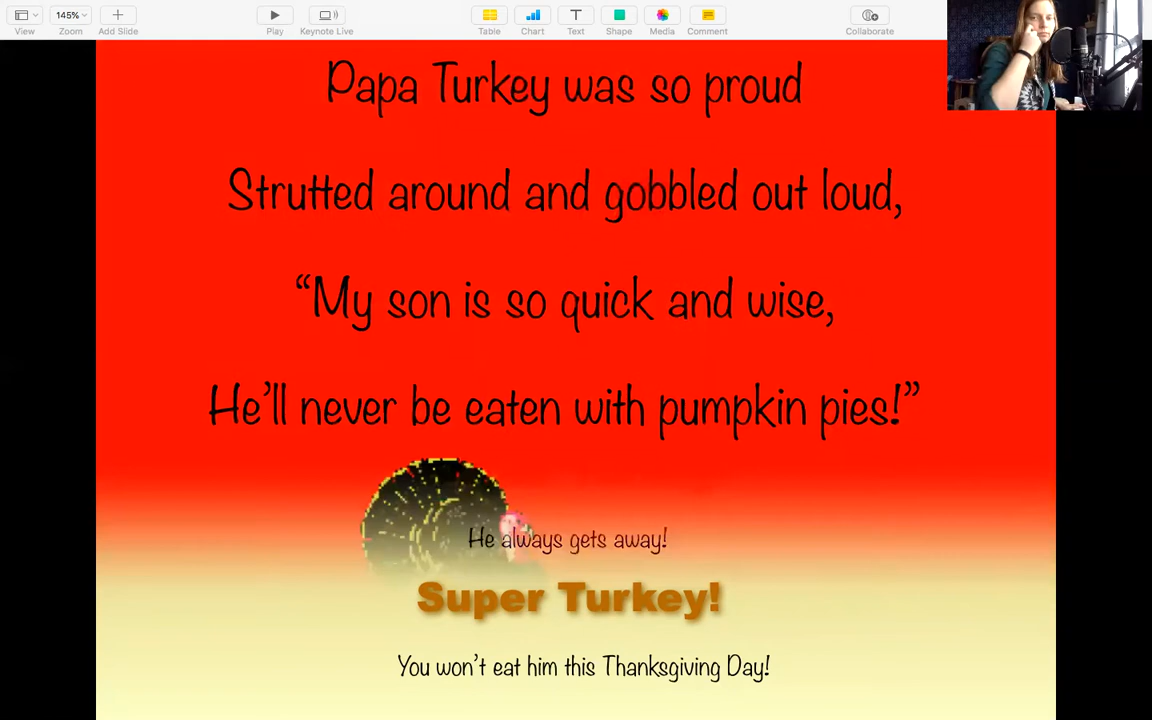 145%
View
Zoom
Add Slide
Play
Keynote Live
Table
Chart
Text
Shape
Media
Comment
Collaborate
Papa Turkey was so proud
Strutted around and gobbled out loud,
“My son is so quick and wise,
He’ll never be eaten with pumpkin pies!”
He always gets away!
Super Turkey!
You won’t eat him this Thanksgiving Day!